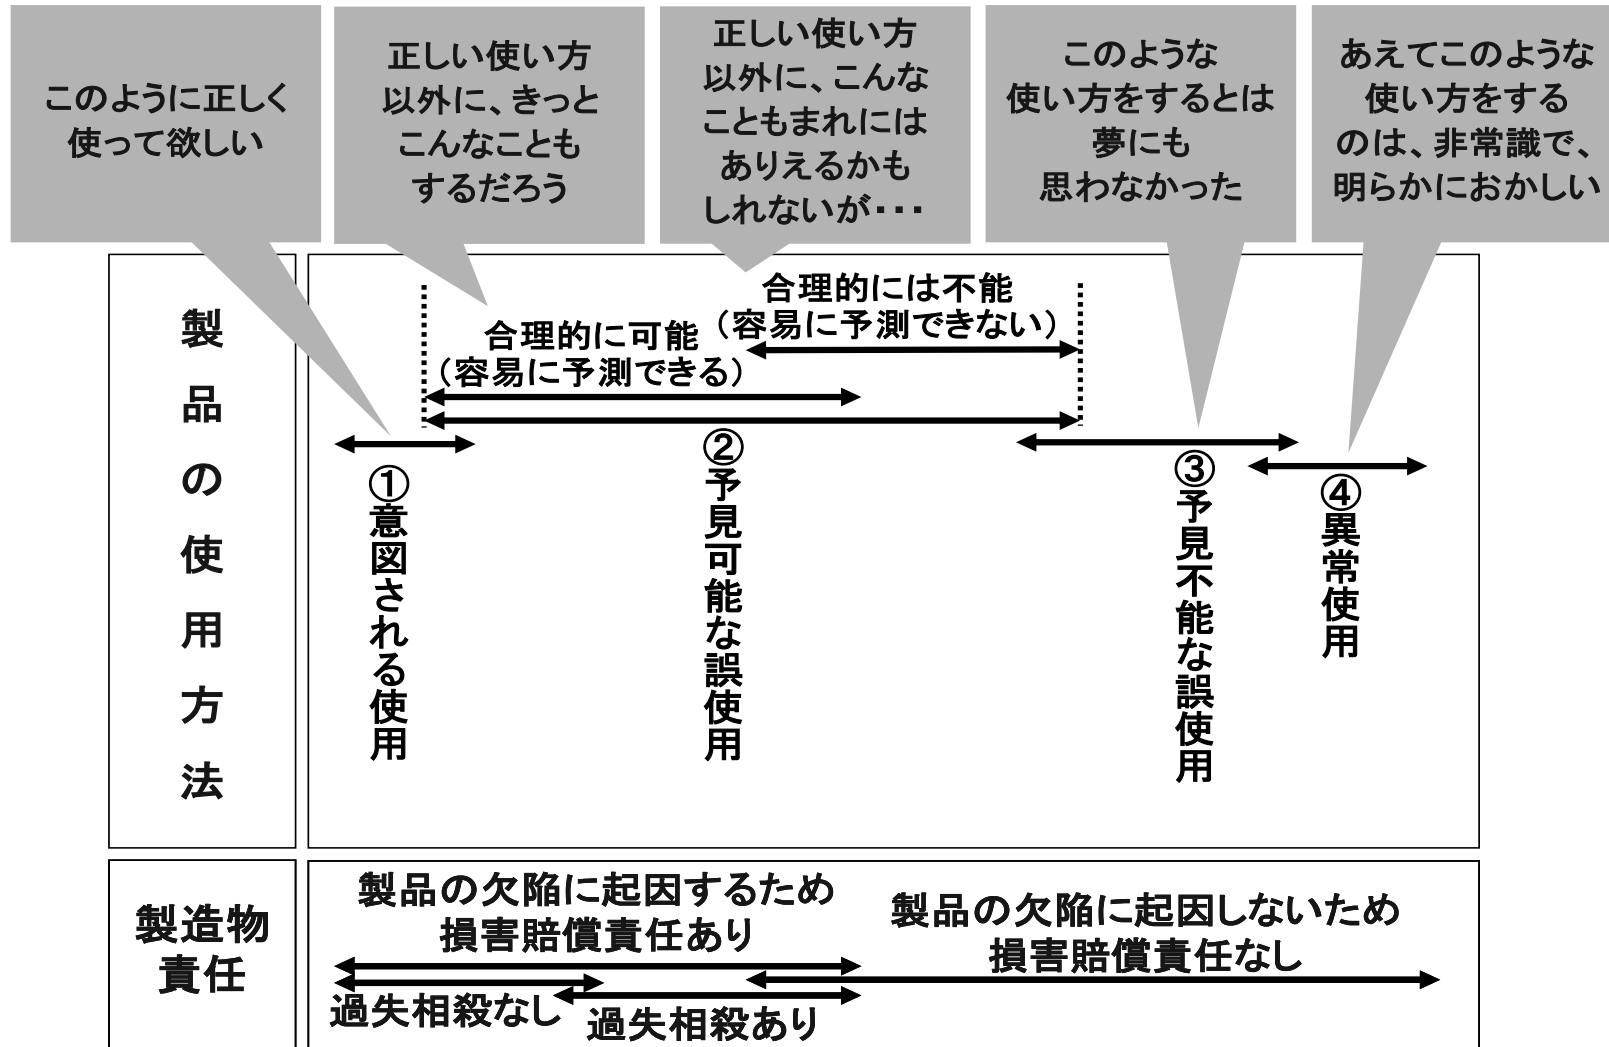 このように正しく
使って欲しい
正しい使い方
以外に、きっと
こんなことも
するだろう
正しい使い方
以外に、こんな
こともまれには
ありえるかも
しれないが・・・
このような
使い方をするとは
夢にも
思わなかった
あえてこのような
使い方をする
のは、非常識で、
明らかにおかしい
製品の使用方法
合理的に可能
（容易に予測できる）
合理的には不能
（容易に予測できない）
①意図される使用
②予見可能な誤使用
③予見不能な誤使用
④異常使用
製造物
責任
製品の欠陥に起因するため
損害賠償責任あり
過失相殺なし
過失相殺あり
製品の欠陥に起因しないため
損害賠償責任なし